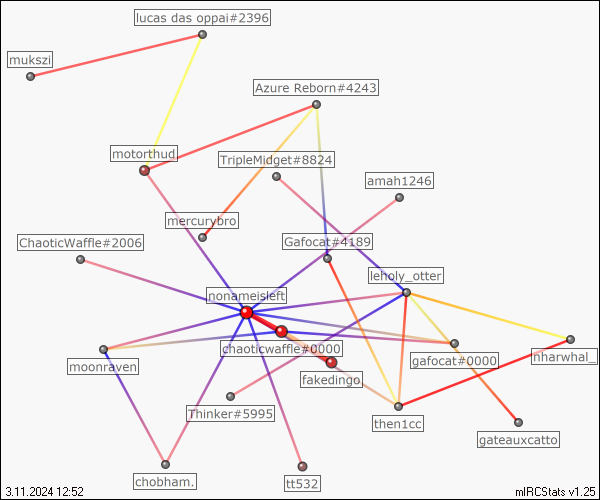 lucas das oppai#2396
mukszi
Azure Reborn#4243
motorthud
TripleMidget#8824
amah1246
mercurybro
ChaoticWaffle#2006
Gafocat#4189
leholy_otter
nonameisleft
chaoticwaffle#0000
nharwhal_
moonraven
gafocat#0000
fakedingo.
Thinker#5995
then1cc
gateauxcatto
chobham.
tt532
3.11.2024 12:52
mIRCStats v1.25